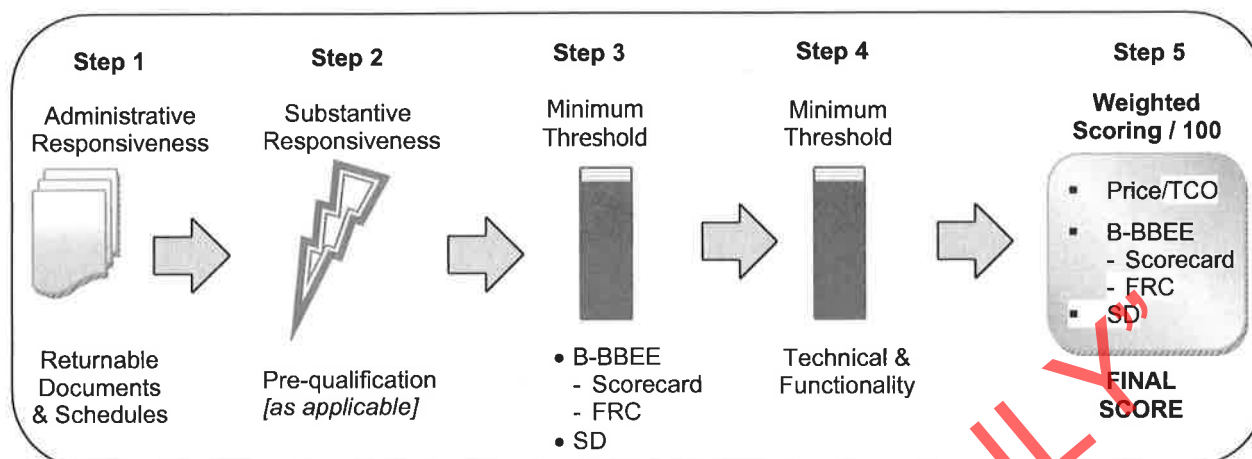 Step 1
Administrative
Responsiveness
Returnable
Documents
& Schedules
Step 2
Substantive
Responsiveness
Pre-qualification
[as applicable]
Step 3
Minimum
Threshold
• B-BBEE
- Scorecard
- FRC
• SD
Step 4
Minimum
Threshold
Technical &
Functionality
Step 5
Weighted
Scoring / 100
▪ Price/TCO
▪ B-BBEE
- Scorecard
- FRC
▪ SD
FINAL
SCORE